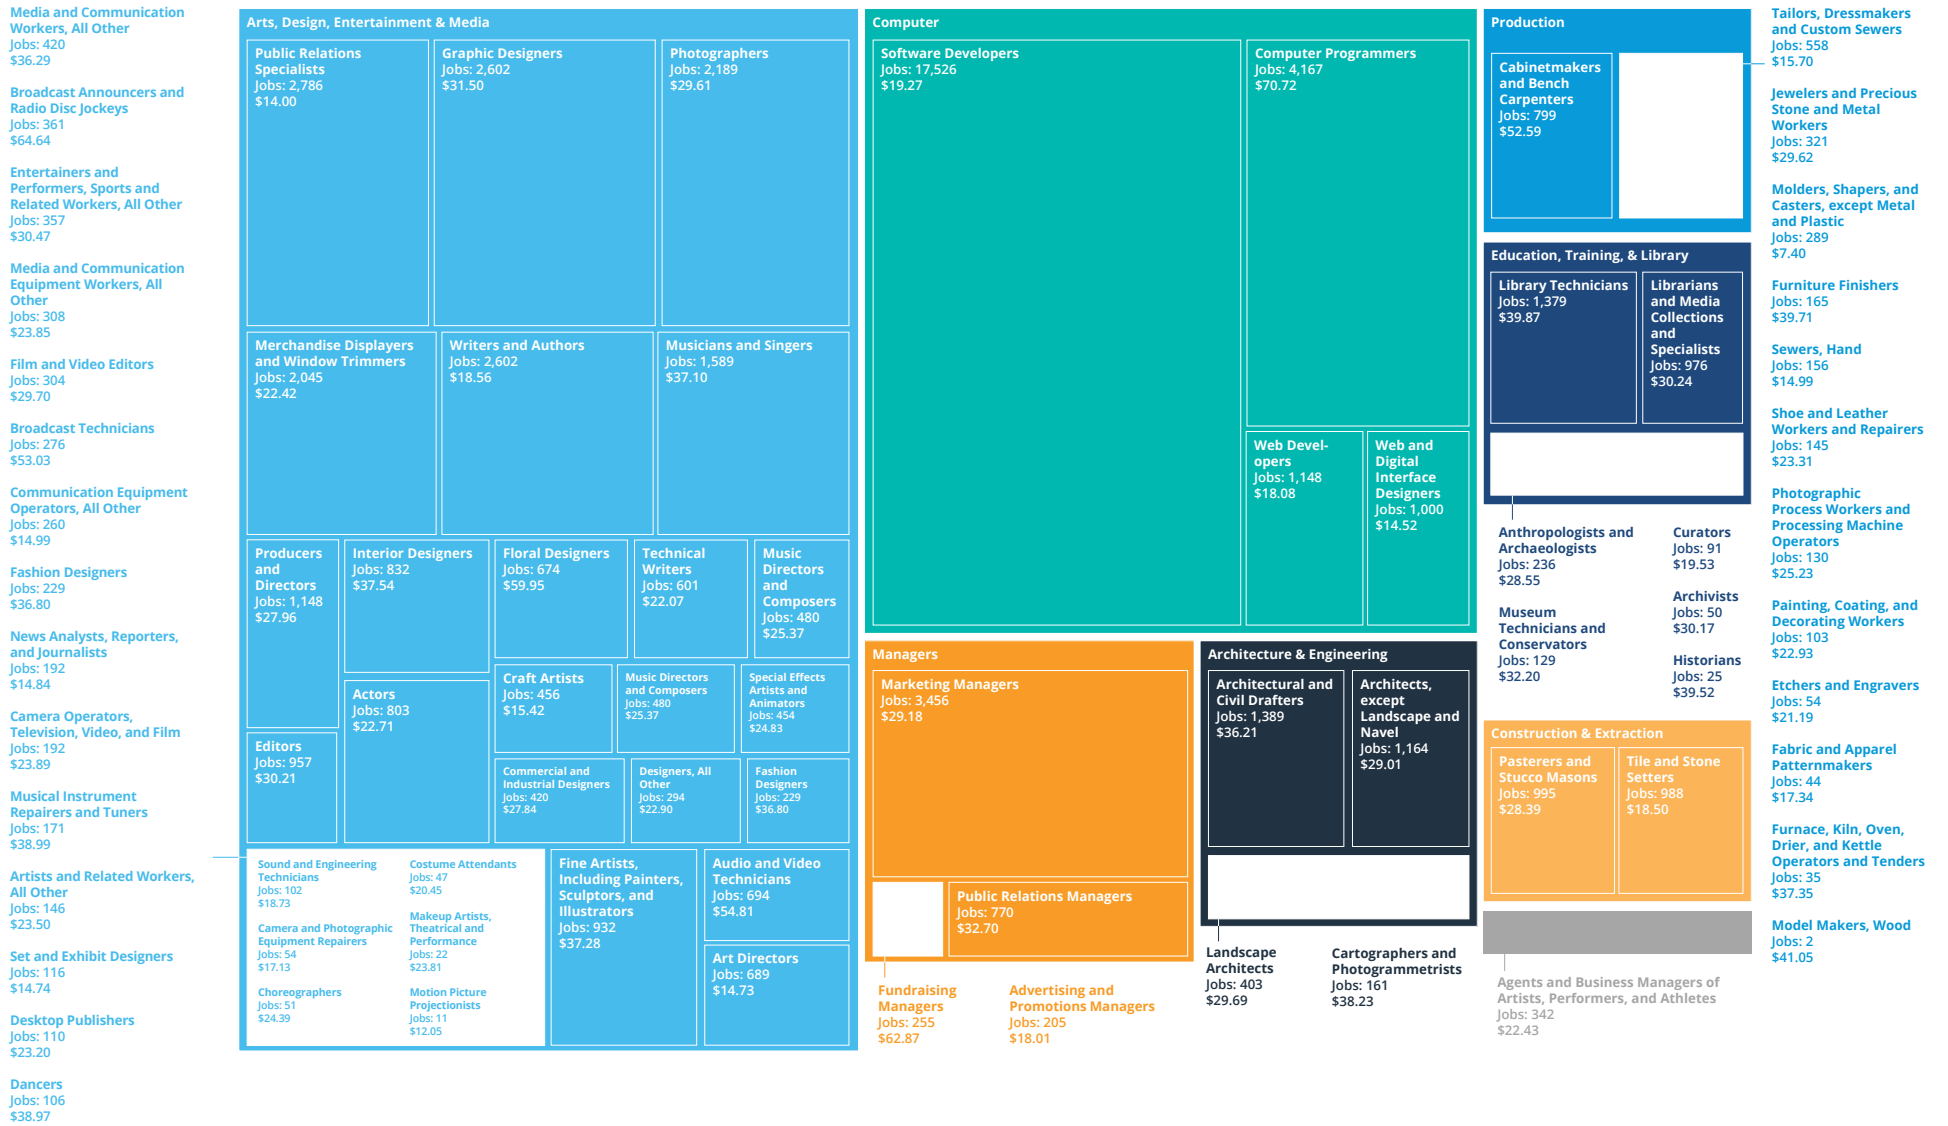 Media and Communication
Workers, All Other
Jobs: 420
$36.29
Broadcast Announcers and
Radio Disc Jockeys
Jobs: 361
$64.64
Entertainers and
Performers, Sports and
Related Workers, All Other
Jobs: 357
$30.47
Media and Communication
Equipment Workers, All
Other
Jobs: 308
$23.85
Film and Video Editors
Jobs: 304
$29.70
Broadcast Technicians
Jobs: 276
$53.03
Communication Equipment
Operators, All Other
Jobs: 260
$14.99
Fashion Designers
Jobs: 229
$36.80
News Analysts, Reporters,
and Journalists
Jobs: 192
$14.84
Camera Operators,
Television, Video, and Film
Jobs: 192
$23.89
Musical Instrument
Repairers and Tuners
Jobs: 171
$38.99
Artists and Related Workers,
All Other
Jobs: 146
$23.50
Set and Exhibit Designers
Jobs: 116
$14.74
Desktop Publishers
Jobs: 110
$23.20
Dancers
Jobs: 106
$38.97
Arts, Design, Entertainment & Media
Public Relations
Specialists
Jobs: 2,786
$14.00
Graphic Designers
Jobs: 2,602
$31.50
Photographers
Jobs: 2,189
$29.61
Merchandise Displayers
and Window Trimmers
Jobs: 2,045
$22.42
Writers and Authors
Jobs: 2,602
$18.56
Musicians and Singers
Jobs: 1,589
$37.10
Producers
and
Directors
Jobs: 1,148
$27.96
Interior Designers
Jobs: 832
$37.54
Floral Designers
Jobs: 674
$59.95
Technical
Writers
Jobs: 601
$22.07
Music
Directors
and
Composers
Jobs: 480
$25.37
Editors
Jobs: 957
$30.21
Actors
Jobs: 803
$22.71
Craft Artists
Jobs: 456
$15.42
Music Directors
and Composers
Jobs: 480
$25.37
Special Effects
Artists and
Animators
Jobs: 454
$24.83
Commercial and
Industrial Designers
Jobs: 420
$27.84
Designers, All
Other
Jobs: 294
$22.90
Fashion
Designers
Jobs: 229
$36.80
Sound and Engineering
Technicians
Jobs: 102
$18.73
Camera and Photographic
Equipment Repairers
Jobs: 54
$17.13
Choreographers
Jobs: 51
$24.39
Costume Attendants
Jobs: 47
$20.45
Makeup Artists,
Theatrical and
Performance
Jobs: 22
$23.81
Motion Picture
Projectionists
Jobs: 11
$12.05
Fine Artists,
Including Painters,
Sculptors, and
Illustrators
Jobs: 932
$37.28
Audio and Video
Technicians
Jobs: 694
$54.81
Art Directors
Jobs: 689
$14.73
Computer
Software Developers
Jobs: 17,526
$19.27
Computer Programmers
Jobs: 4,167
$70.72
Web Devel-
opers
Jobs: 1,148
$18.08
Web and
Digital
Interface
Designers
Jobs: 1,000
$14.52
Managers
Marketing Managers
Jobs: 3,456
$29.18
Public Relations Managers
Jobs: 770
$32.70
Fundraising
Managers
Jobs: 255
$62.87
Advertising and
Promotions Managers
Jobs: 205
$18.01
Architecture & Engineering
Architectural and
Civil Drafters
Jobs: 1,389
$36.21
Architects,
except
Landscape and
Navel
Jobs: 1,164
$29.01
Landscape
Architects
Jobs: 403
$29.69
Cartographers and
Photogrammetrists
Jobs: 161
$38.23
Production
Cabinetmakers
and Bench
Carpenters
Jobs: 799
$52.59
Education, Training, & Library
Library Technicians
Jobs: 1,379
$39.87
Librarians
and Media
Collections
and
Specialists
Jobs: 976
$30.24
Anthropologists and
Archaeologists
Jobs: 236
$28.55
Museum
Technicians and
Conservators
Jobs: 129
$32.20
Curators
Jobs: 91
$19.53
Archivists
Jobs: 50
$30.17
Historians
Jobs: 25
$39.52
Construction & Extraction
Pasterers and
Stucco Masons
Jobs: 995
$28.39
Tile and Stone
Setters
Jobs: 988
$18.50
Agents and Business Managers of
Artists, Performers, and Athletes
Jobs: 342
$22.43
Tailors, Dressmakers
and Custom Sewers
Jobs: 558
$15.70
Jewelers and Precious
Stone and Metal
Workers
Jobs: 321
$29.62
Molders, Shapers, and
Casters, except Metal
and Plastic
Jobs: 289
$7.40
Furniture Finishers
Jobs: 165
$39.71
Sewers, Hand
Jobs: 156
$14.99
Shoe and Leather
Workers and Repairers
Jobs: 145
$23.31
Photographic
Process Workers and
Processing Machine
Operators
Jobs: 130
$25.23
Painting, Coating, and
Decorating Workers
Jobs: 103
$22.93
Etchers and Engravers
Jobs: 54
$21.19
Fabric and Apparel
Patternmakers
Jobs: 44
$17.34
Furnace, Kiln, Oven,
Drier, and Kettle
Operators and Tenders
Jobs: 35
$37.35
Model Makers, Wood
Jobs: 2
$41.05